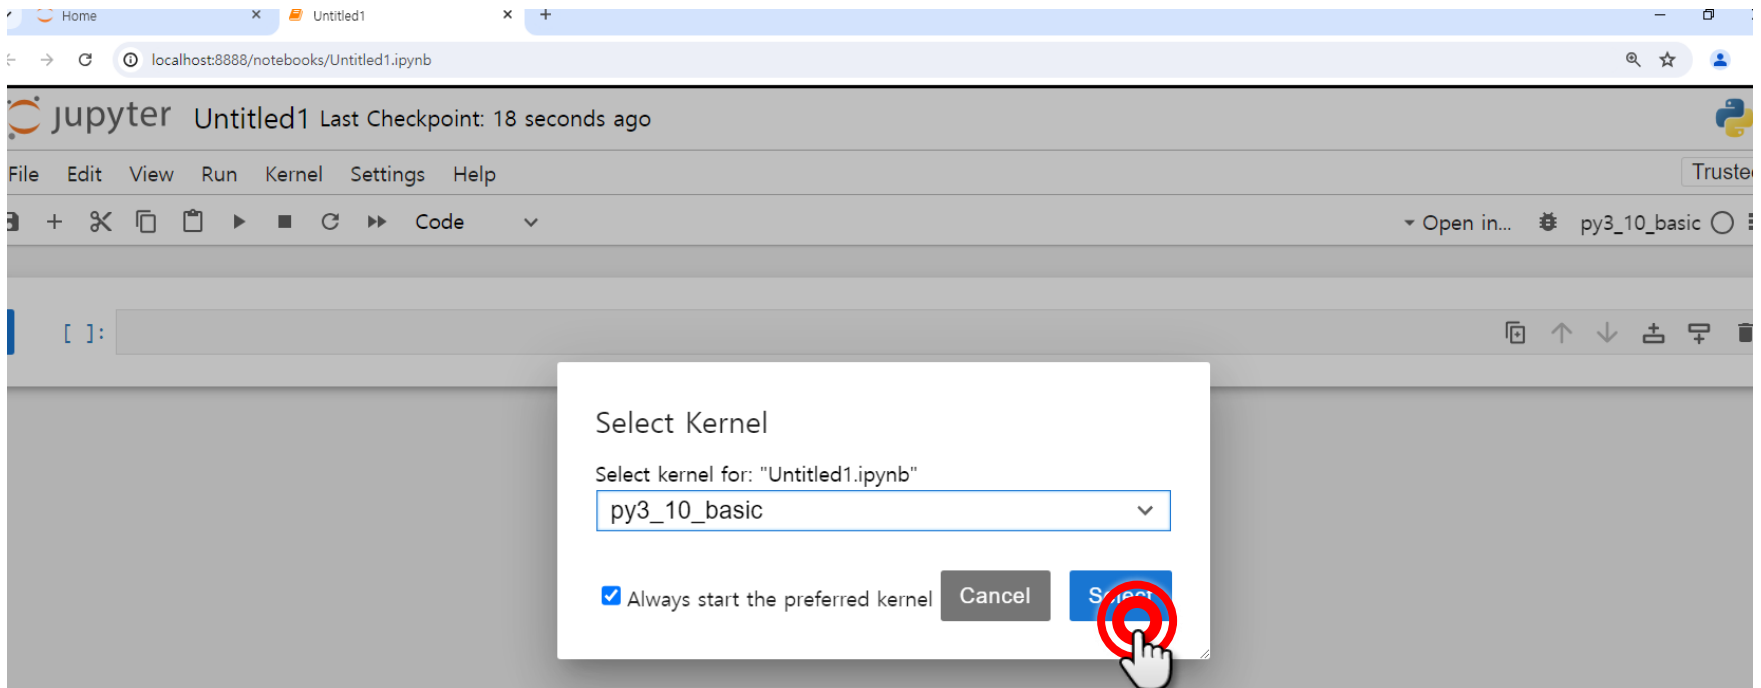 Home
Untitled1
localhost:8888/notebooks/Untitled1.ipynb
jupyter Untitled1 Last Checkpoint: 18 seconds ago
File Edit View Run Kernel Settings Help
Truste
Code
Open in...
py3_10_basic
[ ]:
Select Kernel
Select kernel for: "Untitled1.ipynb"
py3_10_basic
Always start the preferred kernel
Cancel
Select